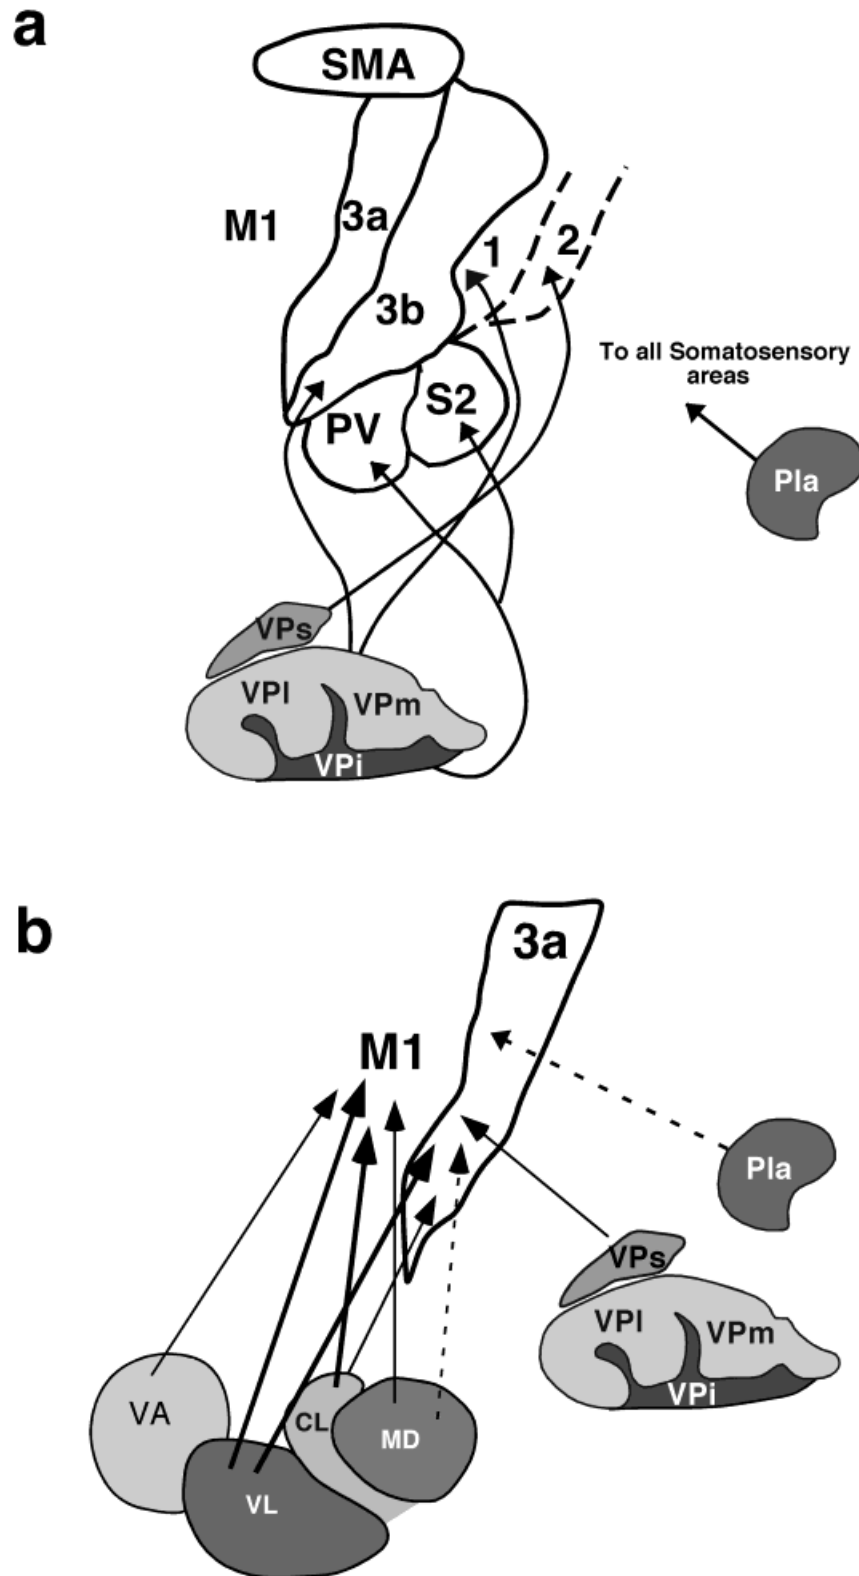 a
SMA
M1
3a
1
2
3b
To all Somatosensory
areas
S2
PV
Pla
VPs
VPl
VPm
VPi
b
3a
M1
Pla
VPs
VPl
VPm
VPi
VA
CL
MD
VL